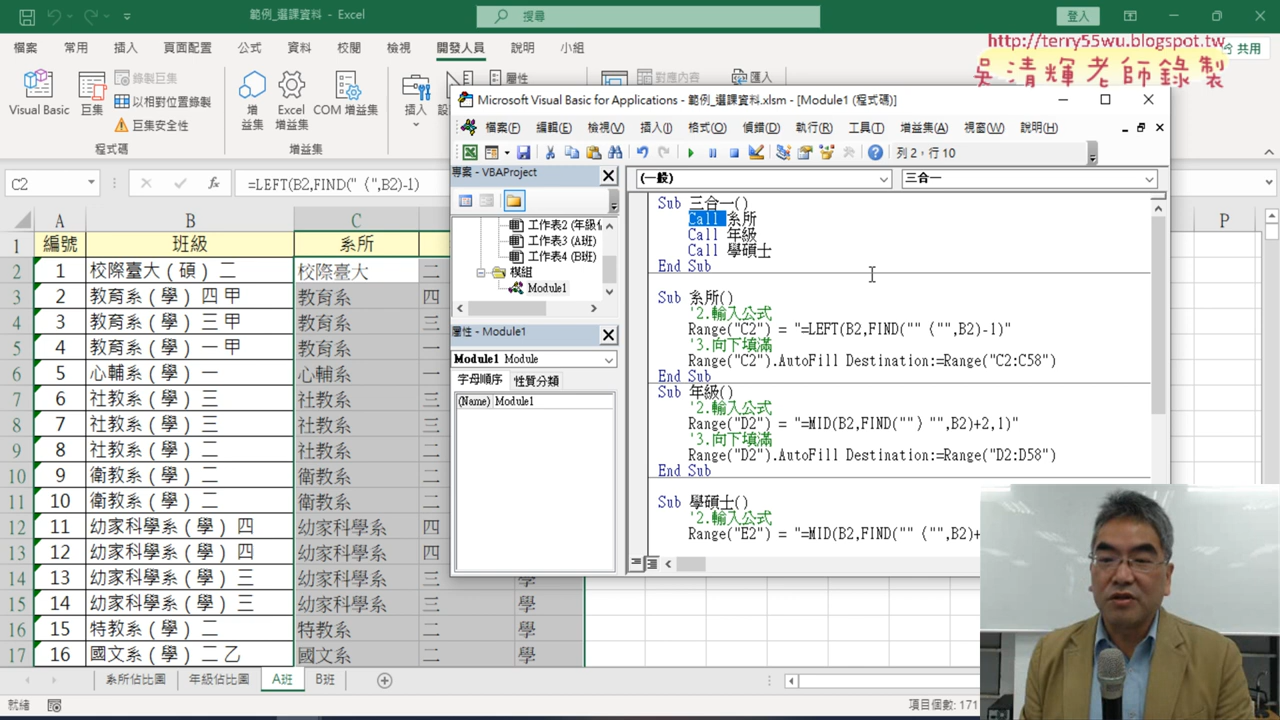 範例_選課資料 - Excel
搜尋
登入
檔案 常用 插入 頁面配置 公式 資料 校閱 檢視 開發人員 說明 小組
共用
http://terry55wu.blogspot.tw
吳清輝老師錄製
Visual Basic 巨集 錄製巨集
以相對位置錄製
巨集安全性
程式碼
增益集 Excel 增益集 COM 增益集
增益集
插入
屬性
對應內容
匯入
C2
=LEFT(B2,FIND("（",B2)-1)
A B C P
1 編號 班級 系所
2 1 校際臺大（碩）二 校際臺大 二
3 2 教育系（學）四 甲 教育系 四
4 3 教育系（學）三 甲 教育系 三
5 4 教育系（學）一 甲 教育系 一
6 5 心輔系（學）一 心輔系 一
7 6 社教系（學）三 社教系 三
8 7 社教系（學）三 社教系 三
9 8 社教系（學）二 社教系 二
10 9 衛教系（學）二 衛教系 二
11 10 衛教系（學）二 衛教系 二
12 11 幼家科學系（學）四 幼家科學系 四
13 12 幼家科學系（學）四 幼家科學系 四
14 13 幼家科學系（學）三 幼家科學系 三
15 14 幼家科學系（學）三 幼家科學系 三 學
16 15 特教系（學）二 特教系 二 學
17 16 國文系（學）二 乙 國文系 二 學
系所佔比圖 年級佔比圖 A班 B班
就緒
項目個數: 171
Microsoft Visual Basic for Applications - 範例_選課資料.xlsm - [Module1 (程式碼)]
檔案(F) 編輯(E) 檢視(V) 插入(I) 格式(O) 偵錯(D) 執行(R) 工具(T) 增益集(A) 視窗(W) 說明(H)
列 2，行 10
專案 - VBAProject
工作表2 (年級佔
工作表3 (A班)
工作表4 (B班)
模組
Module1
屬性 - Module1
Module1 Module
字母順序 性質分類
(Name) Module1
(一般)
三合一
Sub 三合一()
Call 系所
Call 年級
Call 學碩士
End Sub
Sub 系所()
'2.輸入公式
Range("C2") = "=LEFT(B2,FIND(""（"",B2)-1)"
'3.向下填滿
Range("C2").AutoFill Destination:=Range("C2:C58")
End Sub
Sub 年級()
'2.輸入公式
Range("D2") = "=MID(B2,FIND(""）"",B2)+2,1)"
'3.向下填滿
Range("D2").AutoFill Destination:=Range("D2:D58")
End Sub
Sub 學碩士()
'2.輸入公式
Range("E2") = "=MID(B2,FIND(""（"",B2)+